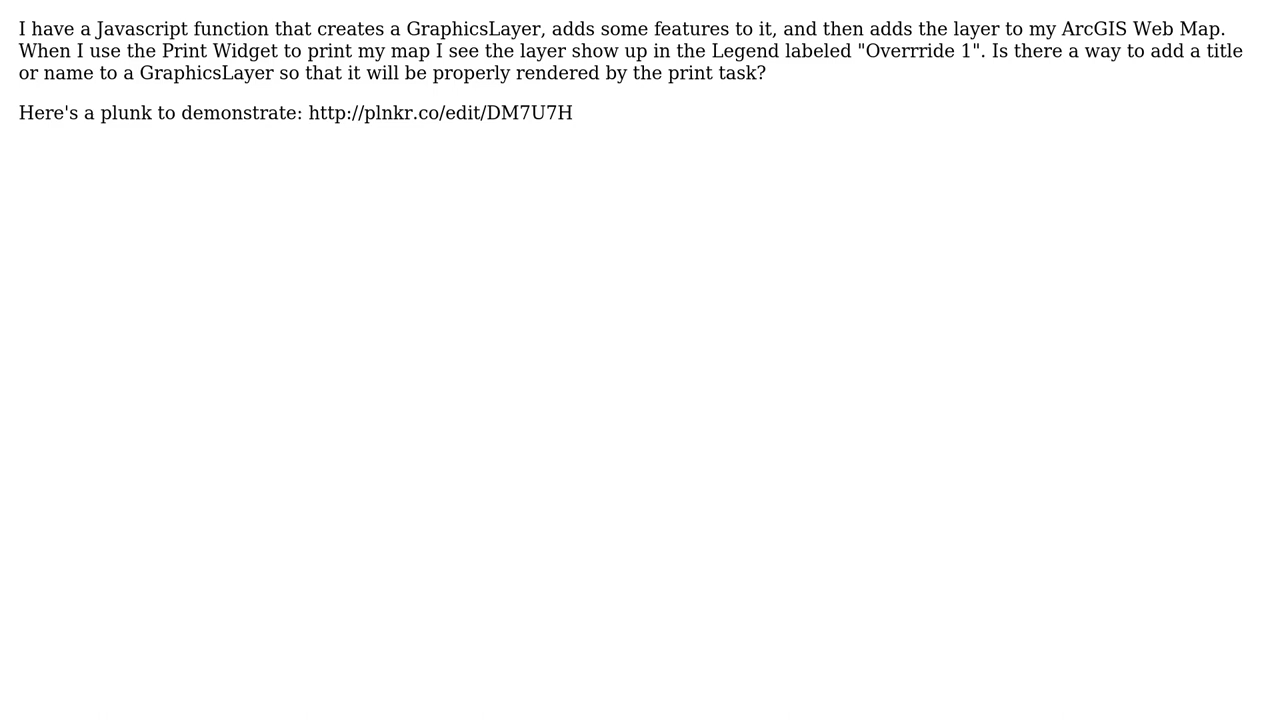 I have a Javascript function that creates a GraphicsLayer, adds some features to it, and then adds the layer to my ArcGIS Web Map.
When I use the Print Widget to print my map I see the layer show up in the Legend labeled "Overrride 1". Is there a way to add a title
or name to a GraphicsLayer so that it will be properly rendered by the print task?
Here's a plunk to demonstrate: http://plnkr.co/edit/DM7U7H